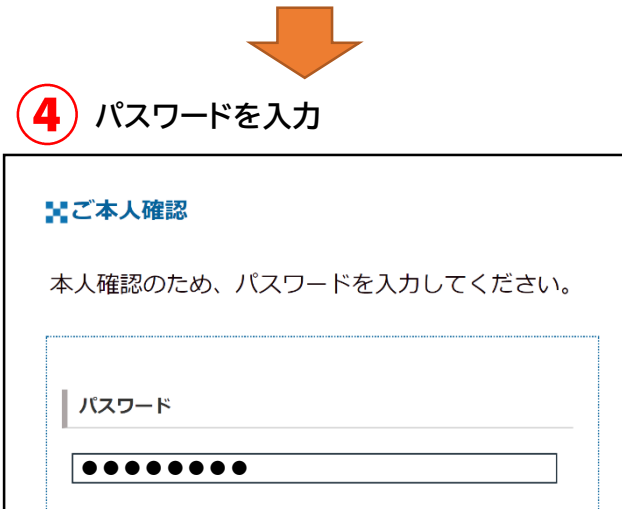 ④ パスワードを入力
ご本人確認
本人確認のため、パスワードを入力してください。
パスワード
●●●●●●●●